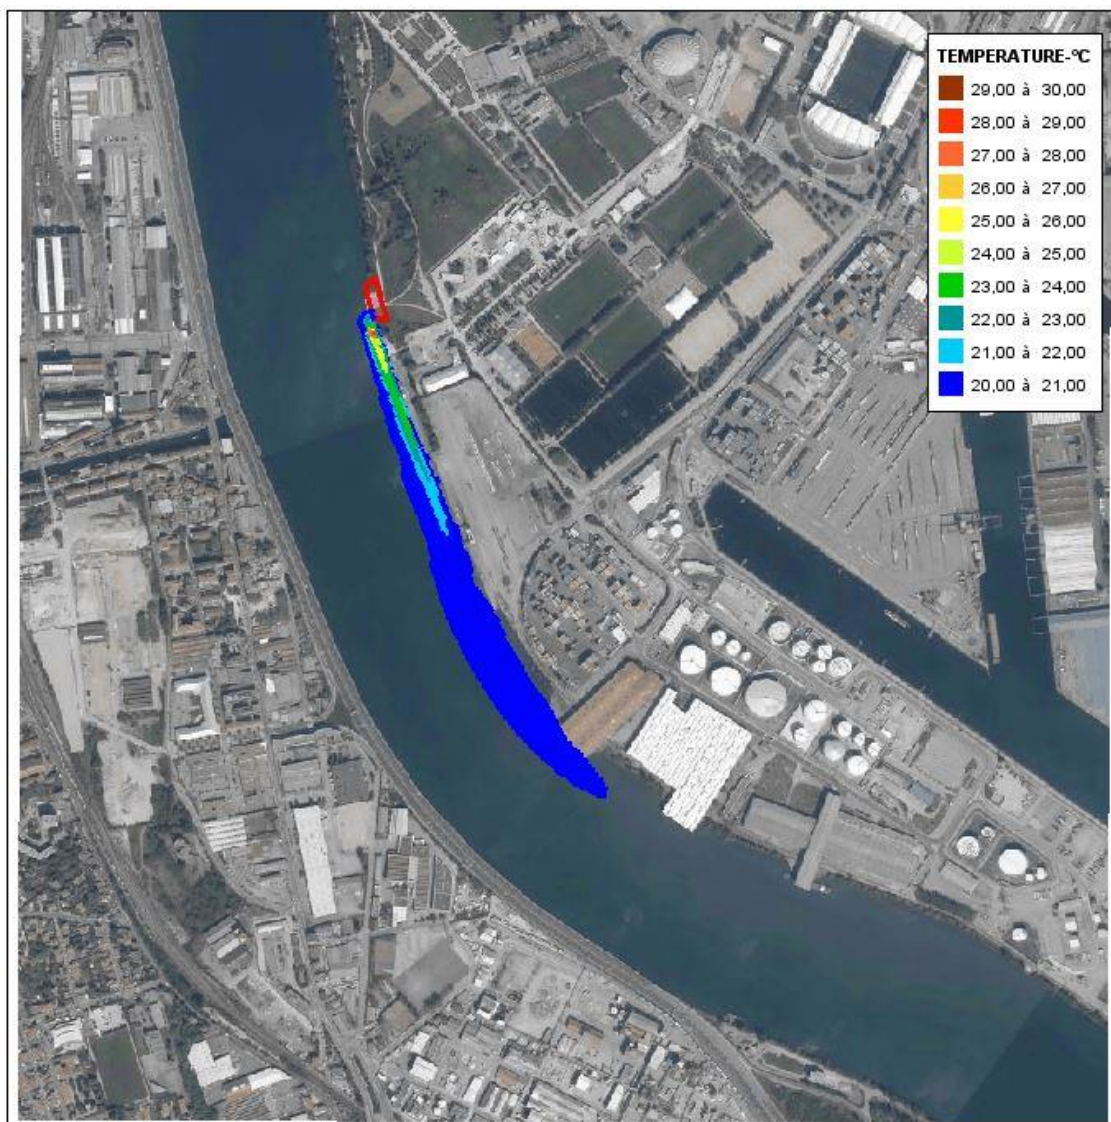 TEMPERATURE-°C
29,00 à 30,00
28,00 à 29,00
27,00 à 28,00
26,00 à 27,00
25,00 à 26,00
24,00 à 25,00
23,00 à 24,00
22,00 à 23,00
21,00 à 22,00
20,00 à 21,00